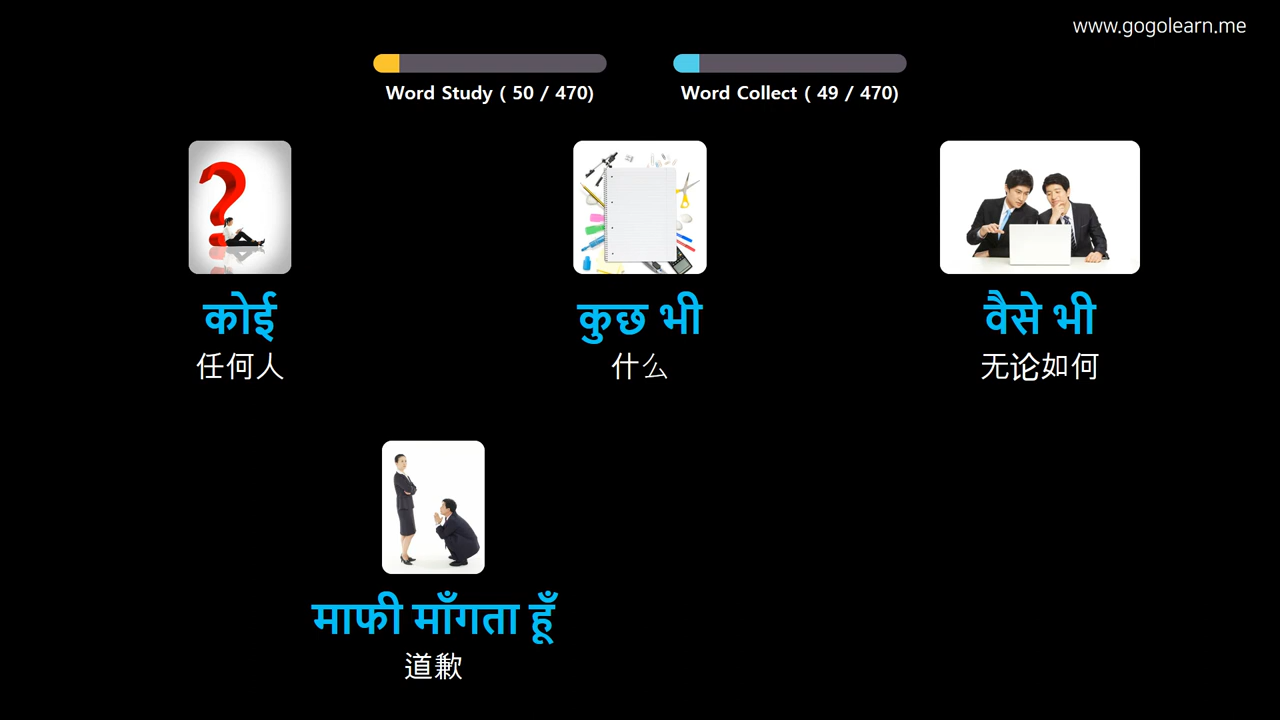 www.gogolearn.me
Word Study ( 50 / 470)
Word Collect ( 49 / 470)
कोई
任何人
कुछ भी
什么
वैसे भी
无论如何
माफी माँगता हूँ
道歉